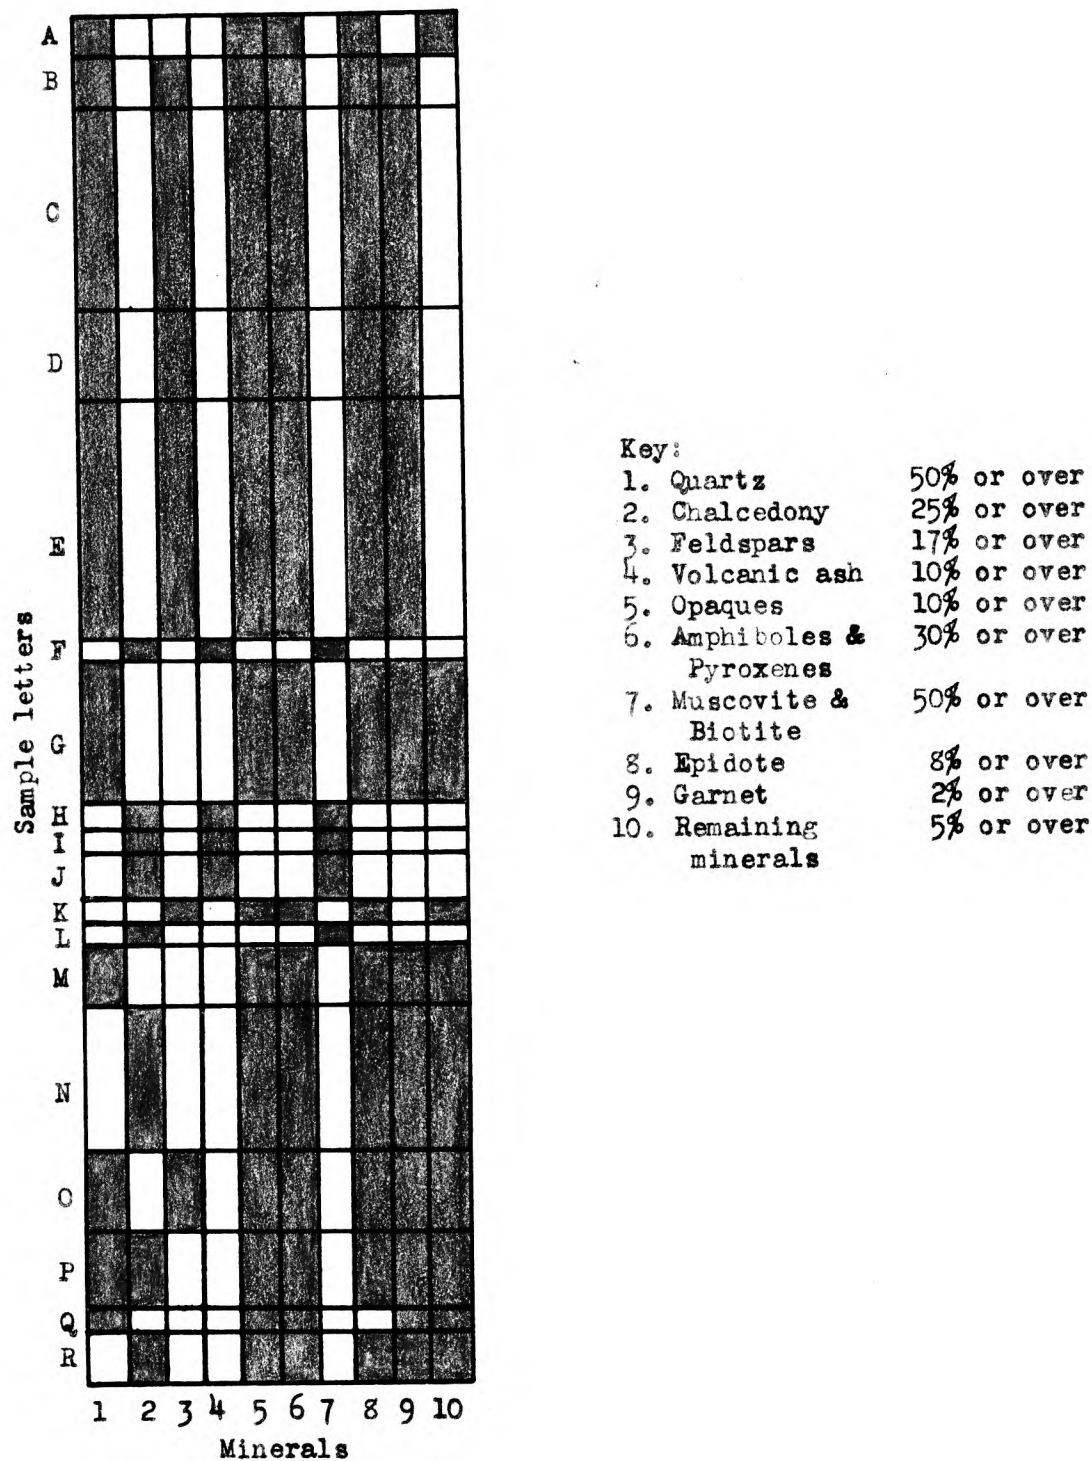 A
B
C
D
E
F
G
H
I
J
K
L
M
N
O
P
Q
R
Sample letters
1 2 3 4 5 6 7 8 9 10
Minerals
Key:
1. Quartz 50% or over
2. Chalcedony 25% or over
3. Feldspars 17% or over
4. Volcanic ash 10% or over
5. Opaques 10% or over
6. Amphiboles & 30% or over
Pyroxenes
7. Muscovite & 50% or over
Biotite
8. Epidote 8% or over
9. Garnet 2% or over
10. Remaining 5% or over
minerals